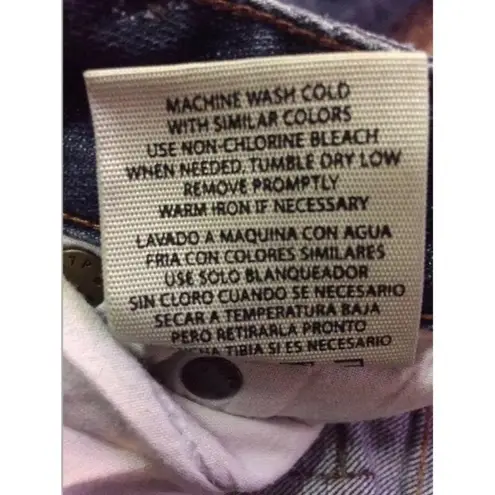 MACHINE WASH COLD
WITH SIMILAR COLORS
USE NON-CHLORINE BLEACH
WHEN NEEDED, TUMBLE DRY LOW
REMOVE PROMPTLY
WARM IRON IF NECESSARY
LAVADO A MAQUINA CON AGUA
FRIA CON COLORES SIMILARES
USE SOLO BLANQUEADOR
SIN CLORO CUANDO SE NECESARIO
SECAR A TEMPERATURA BAJA
PERO RETIRARLA PRONTO
TIBIA SI ES NECESARIO